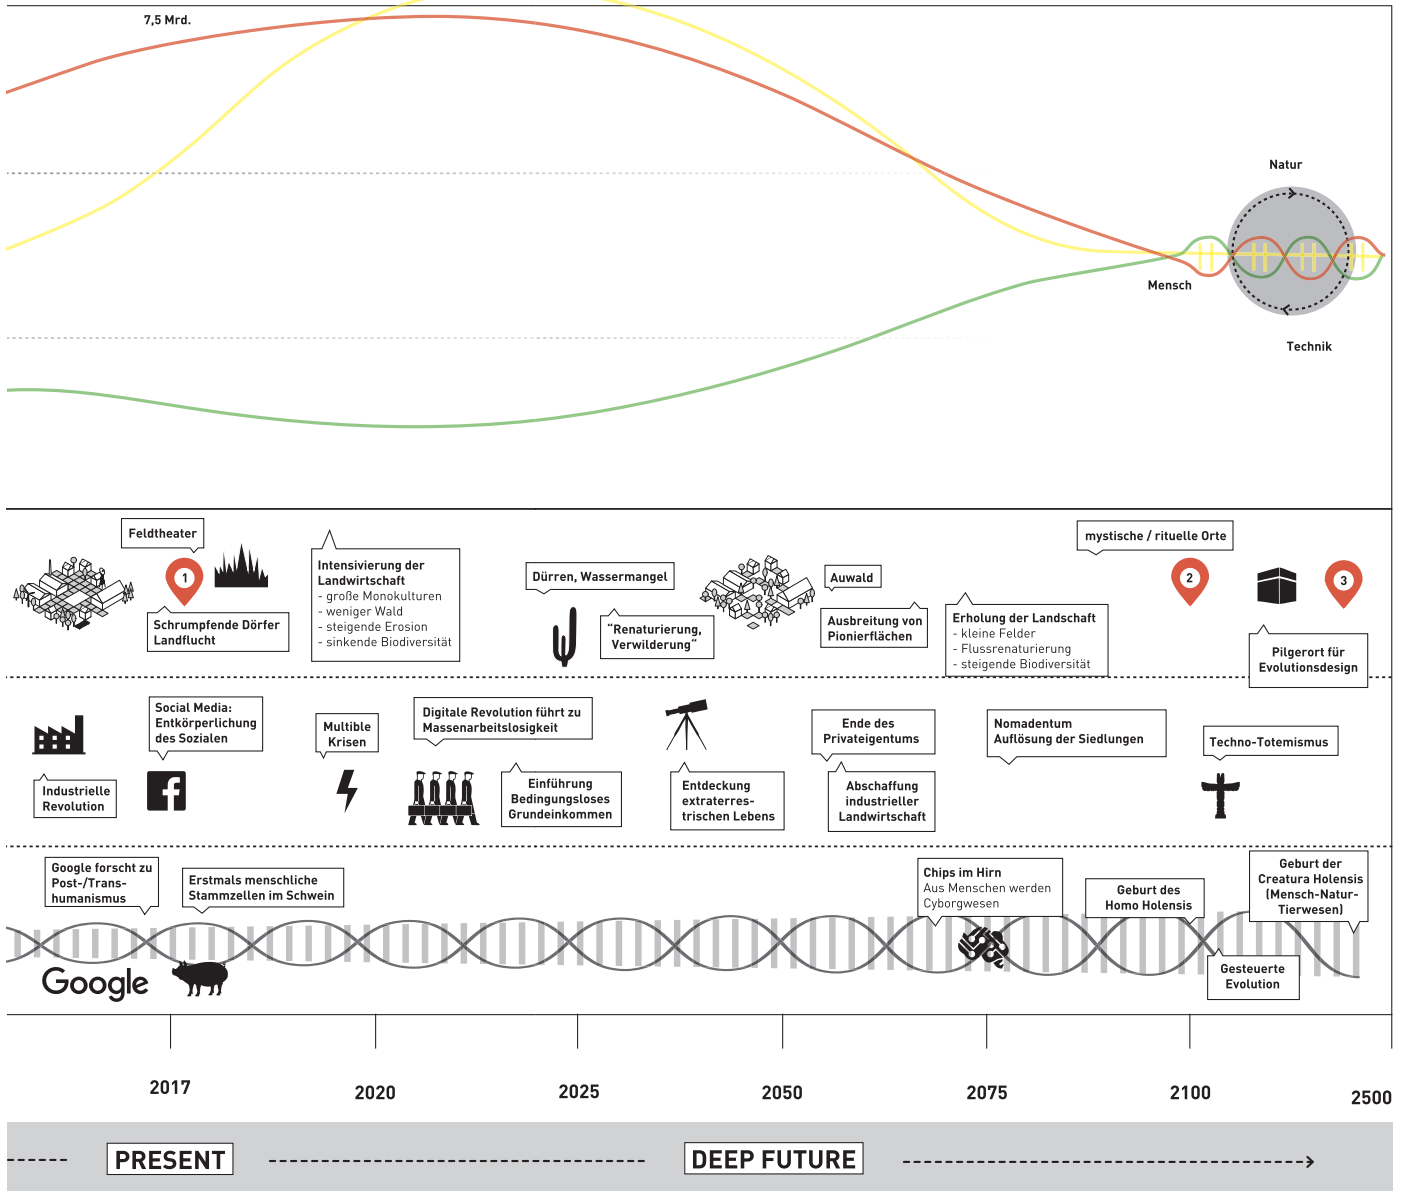 7,5 Mrd.
Natur
Mensch
Technik
Feldtheater
1
Schrumpfende Dörfer
Landflucht
Intensivierung der
Landwirtschaft
- große Monokulturen
- weniger Wald
- steigende Erosion
- sinkende Biodiversität
Dürren, Wassermangel
"Renaturierung,
Verwilderung"
Auwald
Ausbreitung von
Pionierflächen
Erholung der Landschaft
- kleine Felder
- Flussrenaturierung
- steigende Biodiversität
mystische / rituelle Orte
2
3
Pilgerort für
Evolutionsdesign
Industrielle
Revolution
Social Media:
Entkörperlichung
des Sozialen
Multible
Krisen
Digitale Revolution führt zu
Massenarbeitslosigkeit
Einführung
Bedingungsloses
Grundeinkommen
Entdeckung
extraterres-
trischen Lebens
Ende des
Privateigentums
Abschaffung
industrieller
Landwirtschaft
Nomadentum
Auflösung der Siedlungen
Techno-Totemismus
Google forscht zu
Post-/Trans-
humanismus
Google
Erstmals menschliche
Stammzellen im Schwein
Chips im Hirn
Aus Menschen werden
Cyborgwesen
Geburt des
Homo Holensis
Gesteuerte
Evolution
Geburt der
Creatura Holensis
(Mensch-Natur-
Tierwesen)
2017
2020
2025
2050
2075
2100
2500
PRESENT
DEEP FUTURE